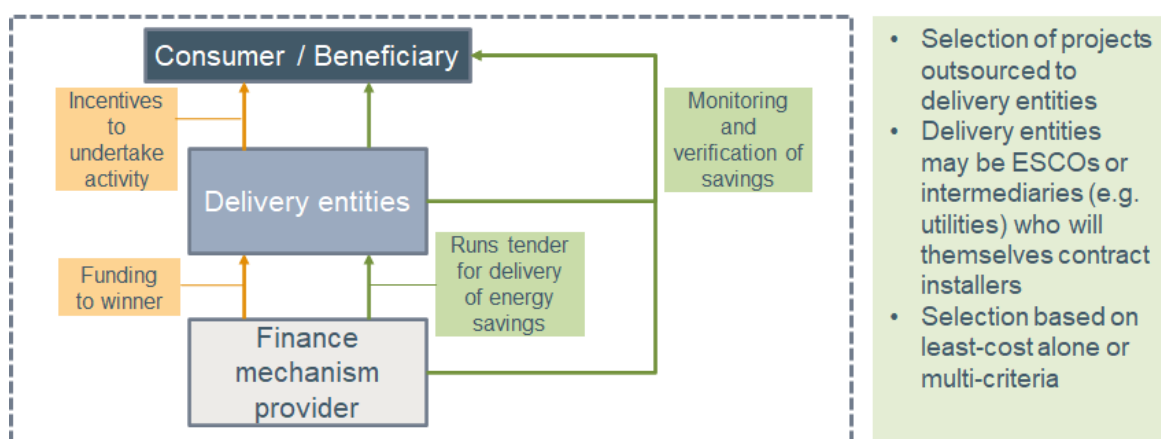 Consumer / Beneficiary
Incentives
to
undertake
activity
Monitoring
and
verification of
savings
Delivery entities
Funding
to winner
Runs tender
for delivery
of energy
savings
Finance
mechanism
provider
• Selection of projects
outsourced to
delivery entities
• Delivery entities
may be ESCOs or
intermediaries (e.g.
utilities) who will
themselves contract
installers
• Selection based on
least-cost alone or
multi-criteria